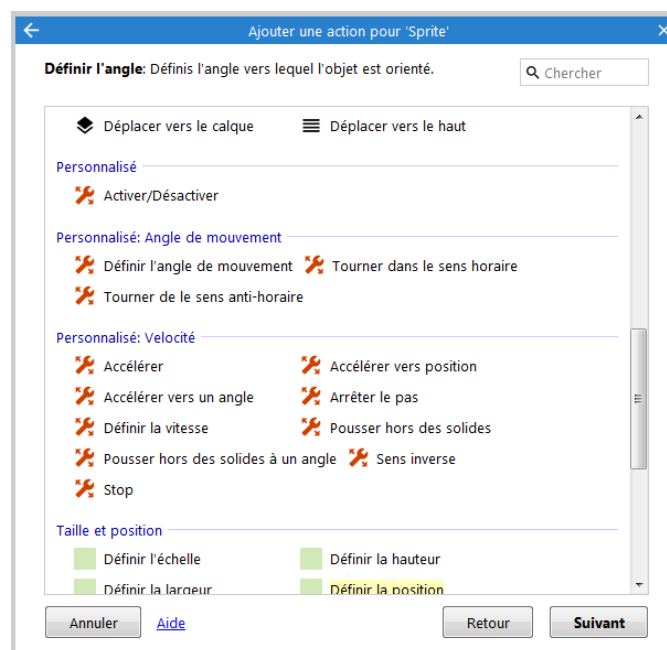 Ajouter une action pour 'Sprite'
Définir l'angle: Définis l'angle vers lequel l'objet est orienté.
Chercher
Déplacer vers le calque Déplacer vers le haut
Personnalisé
Activer/Désactiver
Personnalisé: Angle de mouvement
Définir l'angle de mouvement Tourner dans le sens horaire
Tourner de le sens anti-horaire
Personnalisé: Velocité
Accélérer Accélérer vers position
Accélérer vers un angle Arrêter le pas
Définir la vitesse Pousser hors des solides
Pousser hors des solides à un angle Sens inverse
Stop
Taille et position
Définir l'échelle Définir la hauteur
Définir la largeur Définir la position
Annuler Aide Retour Suivant